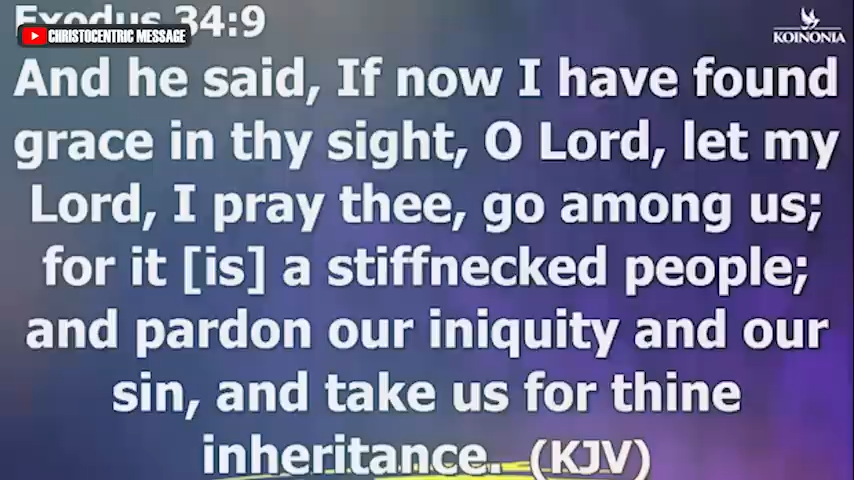 Exodus 34:9
CHRISTOCENTRIC MESSAGE
KOINONIA
And he said, If now I have found
grace in thy sight, O Lord, let my
Lord, I pray thee, go among us;
for it [is] a stiffnecked people;
and pardon our iniquity and our
sin, and take us for thine
inheritance. (KJV)